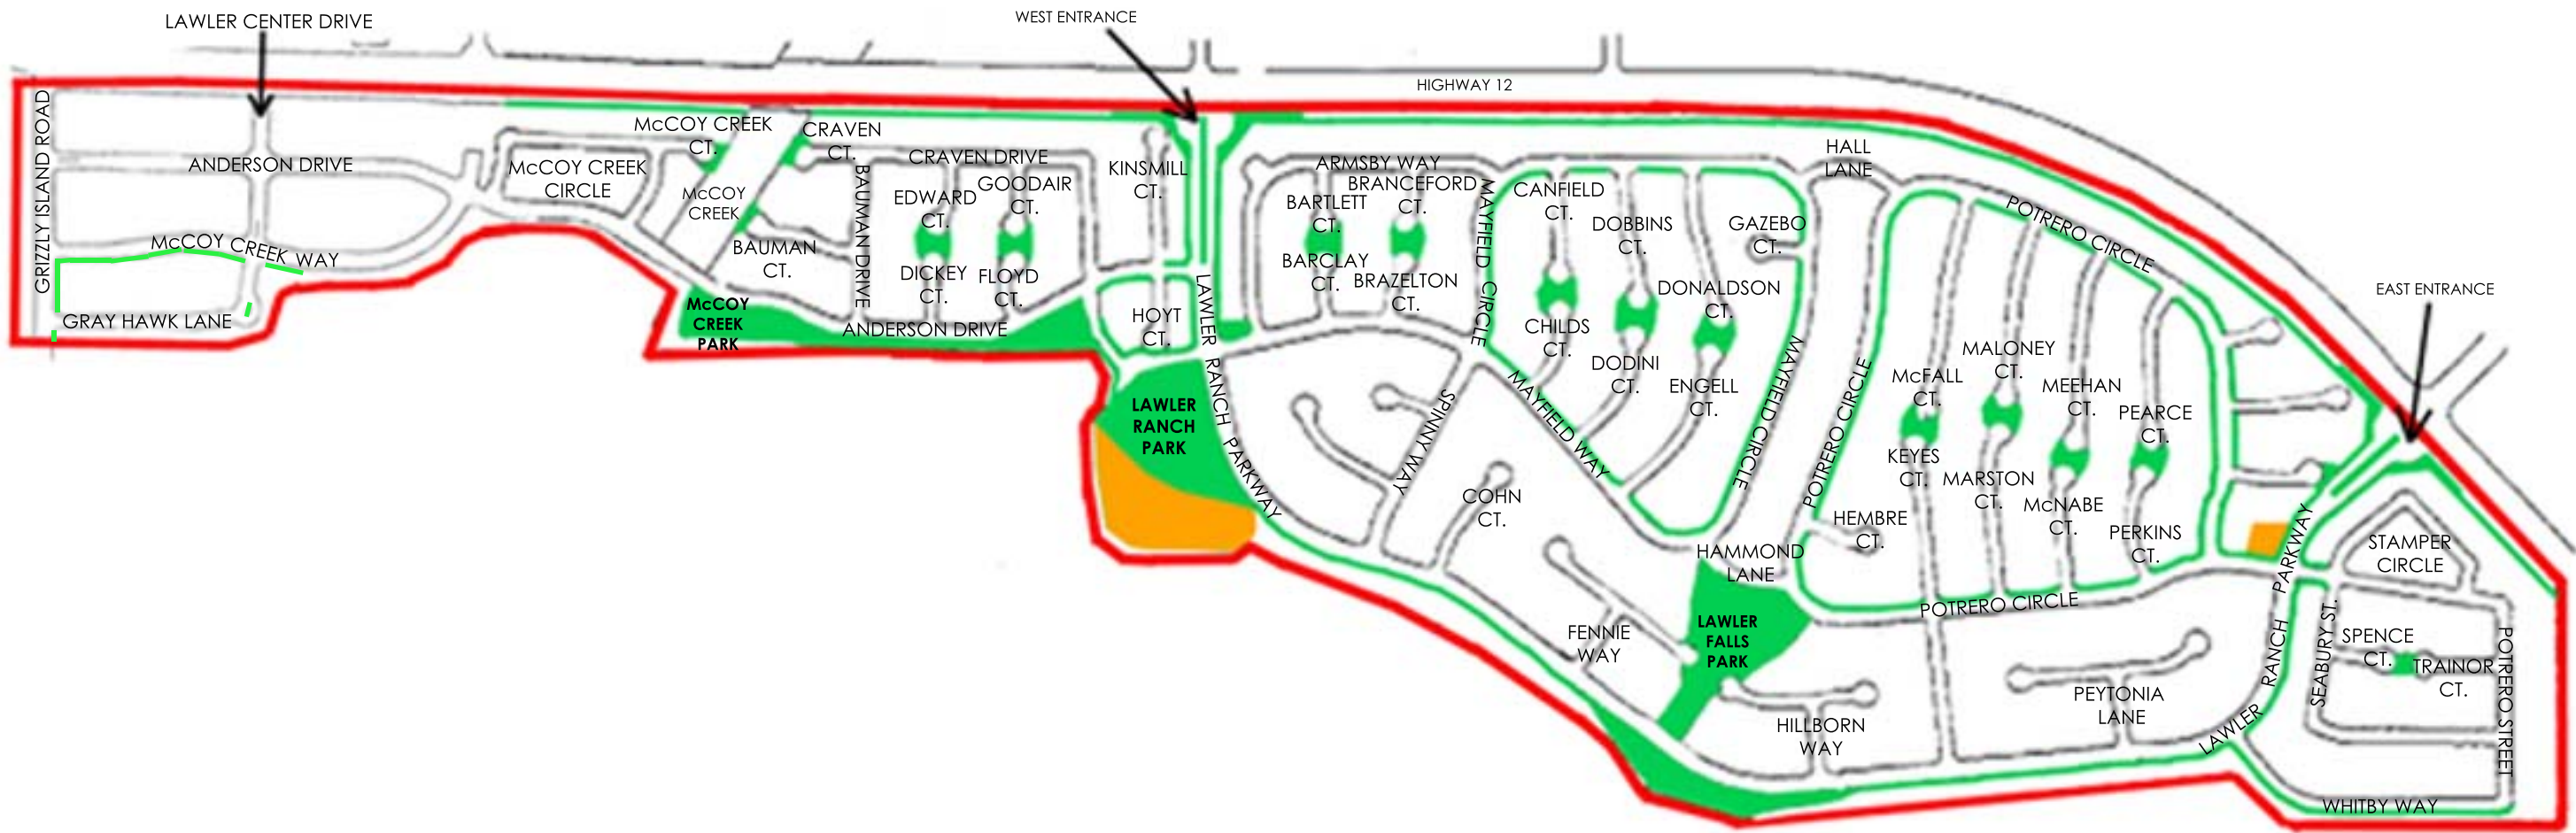 LAWLER CENTER DRIVE
WEST ENTRANCE
HIGHWAY 12
GRIZZLY ISLAND ROAD
ANDERSON DRIVE
McCOY CREEK WAY
GRAY HAWK LANE
McCOY CREEK
CIRCLE
McCOY CREEK
CT.
McCOY
CREEK
CRAVEN
CT.
CRAVEN DRIVE
BAUMAN DRIVE
BAUMAN
CT.
EDWARD
CT.
GOODAIR
CT.
DICKEY
CT.
FLOYD
CT.
KINSMILL
CT.
McCOY
CREEK
PARK
ANDERSON DRIVE
HOYT
CT.
LAWLER RANCH PARKWAY
LAWLER
RANCH
PARK
ARMSBY WAY
BARTLETT
CT.
BRANCEFORD
CT.
BARCLAY
CT.
BRAZELTON
CT.
MAYFIELD CIRCLE
CANFIELD
CT.
DOBBINS
CT.
GAZEBO
CT.
HALL
LANE
CHILDS
CT.
DODINI
CT.
DONALDSON
CT.
ENGELL
CT.
MAYFIELD WAY
MAYFIELD CIRCLE
SPINNY WAY
COHN
CT.
POTRERO CIRCLE
POTRERO CIRCLE
McFALL
CT.
MALONEY
CT.
MEEHAN
CT.
PEARCE
CT.
KEYES
CT.
MARSTON
CT.
McNABE
CT.
PERKINS
CT.
HEMBRE
CT.
HAMMOND
LANE
POTRERO CIRCLE
FENNIE
WAY
LAWLER
FALLS
PARK
HILLBORN
WAY
PEYTONIA
LANE
EAST ENTRANCE
LAWLER RANCH PARKWAY
STAMPER
CIRCLE
SEABURY ST.
SPENCE
CT.
TRAINOR
CT.
POTRERO STREET
WHITBY WAY